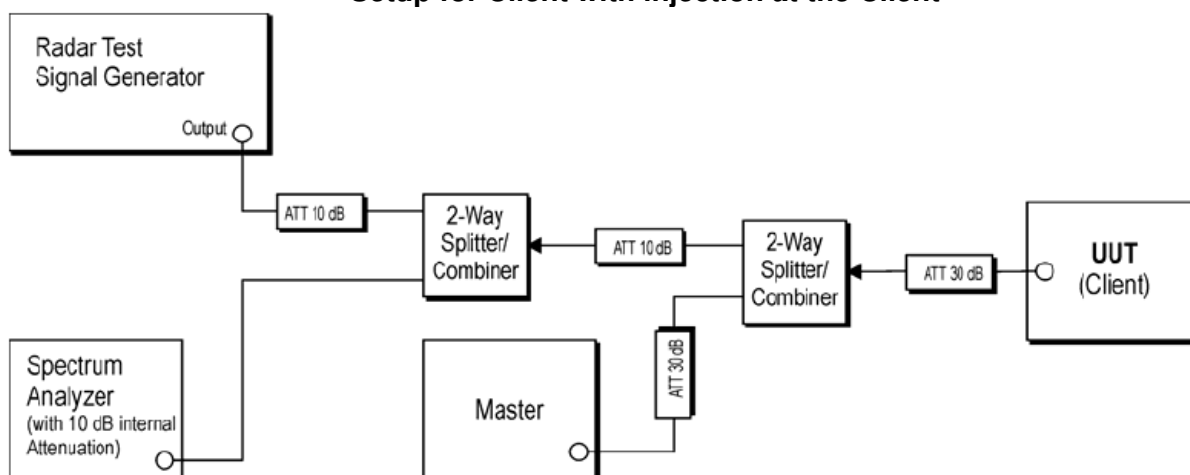 Setup for Client with Injection at the Client
Radar Test
Signal Generator
Output
ATT 10 dB
2-Way
Splitter/
Combiner
ATT 10 dB
2-Way
Splitter/
Combiner
ATT 30 dB
UUT
(Client)
ATT 30 dB
Spectrum
Analyzer
(with 10 dB internal
Attenuation)
Master